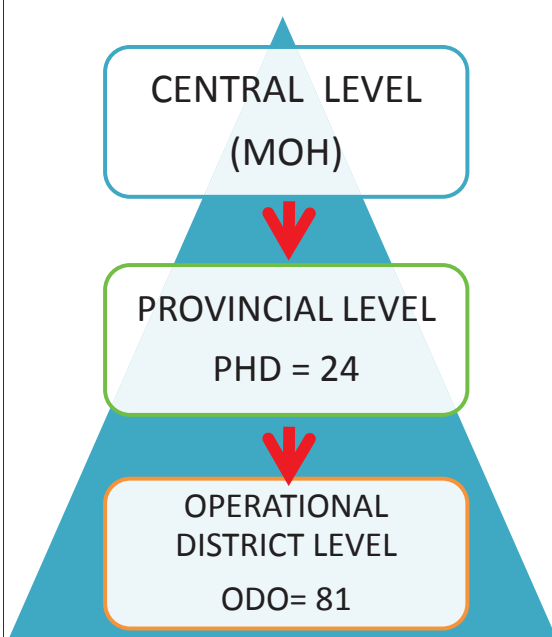 CENTRAL LEVEL
(MOH)
PROVINCIAL LEVEL
PHD = 24
OPERATIONAL
DISTRICT LEVEL
ODO= 81